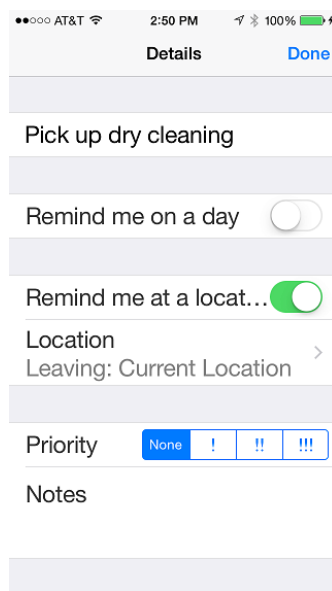 ●●○○○ AT&T 2:50 PM 100%
Details Done
Pick up dry cleaning
Remind me on a day
Remind me at a locat...
Location
Leaving: Current Location
Priority None ! !! !!!
Notes